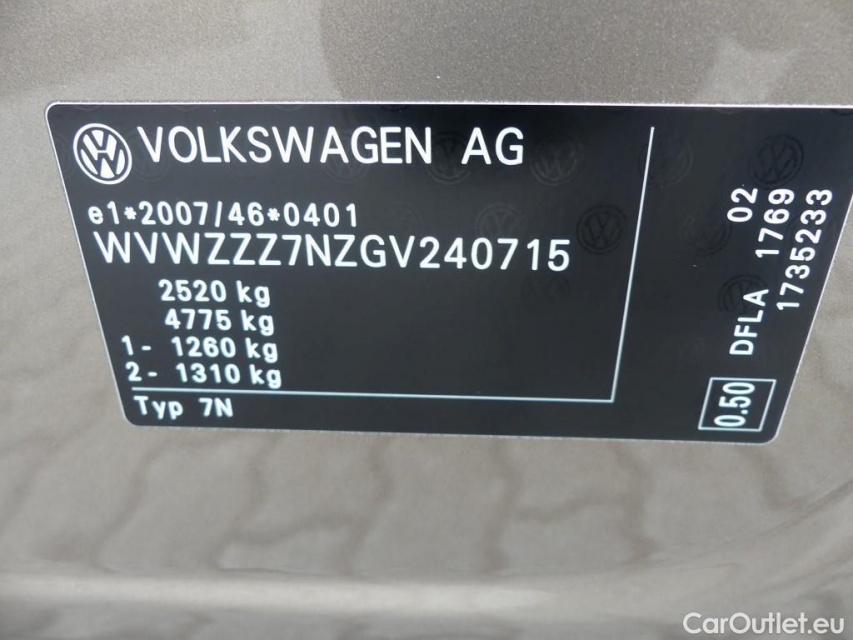 VOLKSWAGEN AG
e1*2007/46*0401
WVWZZZ7NZGV240715
2520 kg
4775 kg
1- 1260 kg
2- 1310 kg
Typ 7N
02
DFLA 1769
1735233
0.50
CarOutlet.eu